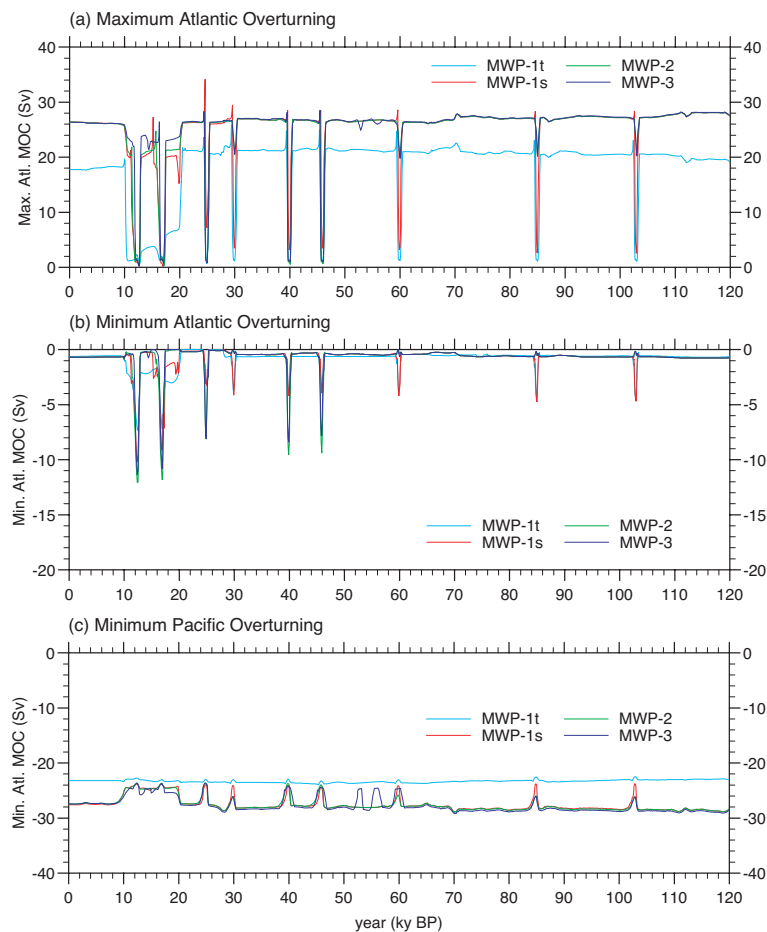 (a) Maximum Atlantic Overturning
40 40
MWP-1t MWP-2
MWP-1s MWP-3
30 30
20 20
10 10
0 0
Max. Atl. MOC (Sv)
0 10 20 30 40 50 60 70 80 90 100 110 120
(b) Minimum Atlantic Overturning
0 0
-5 -5
-10 -10
-15 -15
MWP-1t MWP-2
MWP-1s MWP-3
-20 -20
Min. Atl. MOC (Sv)
0 10 20 30 40 50 60 70 80 90 100 110 120
(c) Minimum Pacific Overturning
0 0
-10 -10
MWP-1t MWP-2
MWP-1s MWP-3
-20 -20
-30 -30
-40 -40
Min. Atl. MOC (Sv)
0 10 20 30 40 50 60 70 80 90 100 110 120
year (ky BP)